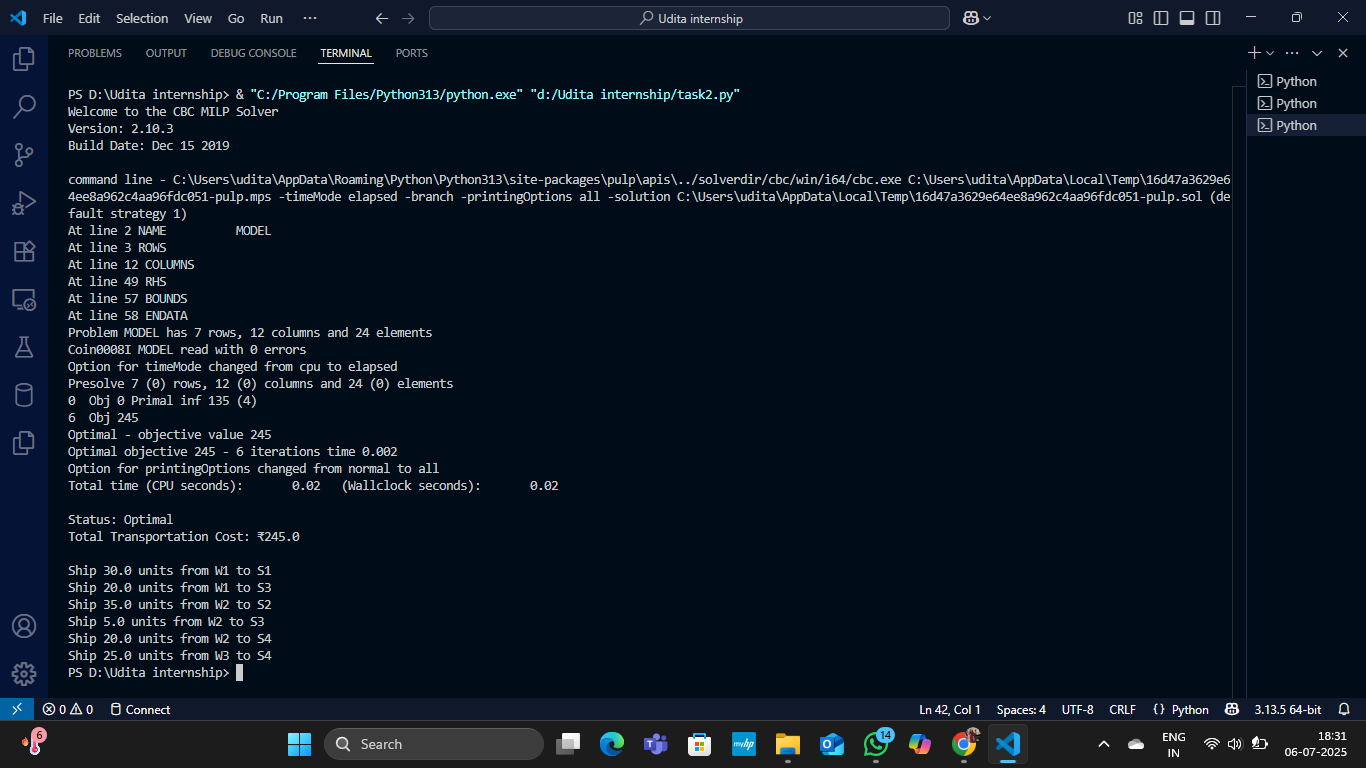 File Edit Selection View Go Run ···
Udita internship
PROBLEMS OUTPUT DEBUG CONSOLE TERMINAL PORTS
Python
Python
Python
PS D:\Udita internship> & "C:/Program Files/Python313/python.exe" "d:/Udita internship/task2.py"
Welcome to the CBC MILP Solver
Version: 2.10.3
Build Date: Dec 15 2019
command line - C:\Users\udita\AppData\Roaming\Python\Python313\site-packages\pulp\apis\../solverdir/cbc/win/i64/cbc.exe C:\Users\udita\AppData\Local\Temp\16d47a3629e6
4ee8a962c4aa96fdc051-pulp.mps -timeMode elapsed -branch -printingOptions all -solution C:\Users\udita\AppData\Local\Temp\16d47a3629e64ee8a962c4aa96fdc051-pulp.sol (de
fault strategy 1)
At line 2 NAME          MODEL
At line 3 ROWS
At line 12 COLUMNS
At line 49 RHS
At line 57 BOUNDS
At line 58 ENDATA
Problem MODEL has 7 rows, 12 columns and 24 elements
Coin0008I MODEL read with 0 errors
Option for timeMode changed from cpu to elapsed
Presolve 7 (0) rows, 12 (0) columns and 24 (0) elements
0  Obj 0 Primal inf 135 (4)
6  Obj 245
Optimal - objective value 245
Optimal objective 245 - 6 iterations time 0.002
Option for printingOptions changed from normal to all
Total time (CPU seconds):       0.02   (Wallclock seconds):       0.02
Status: Optimal
Total Transportation Cost: ₹245.0
Ship 30.0 units from W1 to S1
Ship 20.0 units from W1 to S3
Ship 35.0 units from W2 to S2
Ship 5.0 units from W2 to S3
Ship 20.0 units from W2 to S4
Ship 25.0 units from W3 to S4
PS D:\Udita internship>
0 0 Connect Ln 42, Col 1 Spaces: 4 UTF-8 CRLF {} Python 3.13.5 64-bit
6 Search myhp 14 ENG IN 18:31 06-07-2025